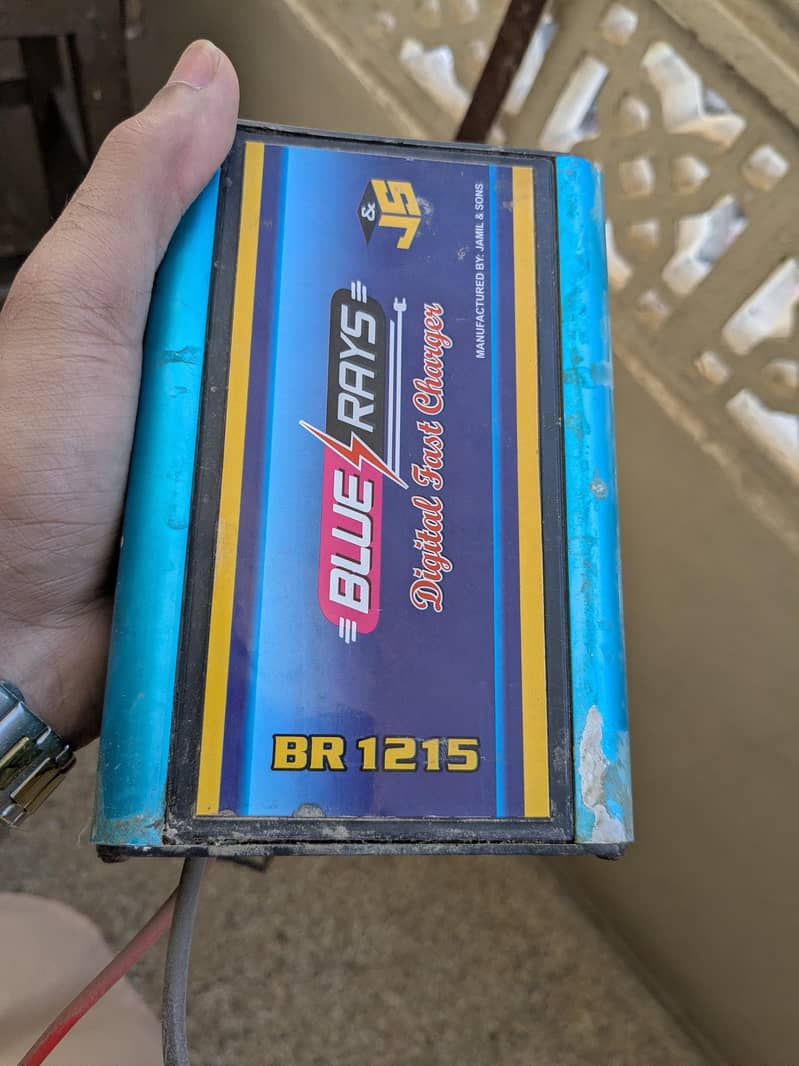 J&S
BLUE RAYS
Digital Fast Charger
MANUFACTURED BY: JAMIL & SONS
BR 1215